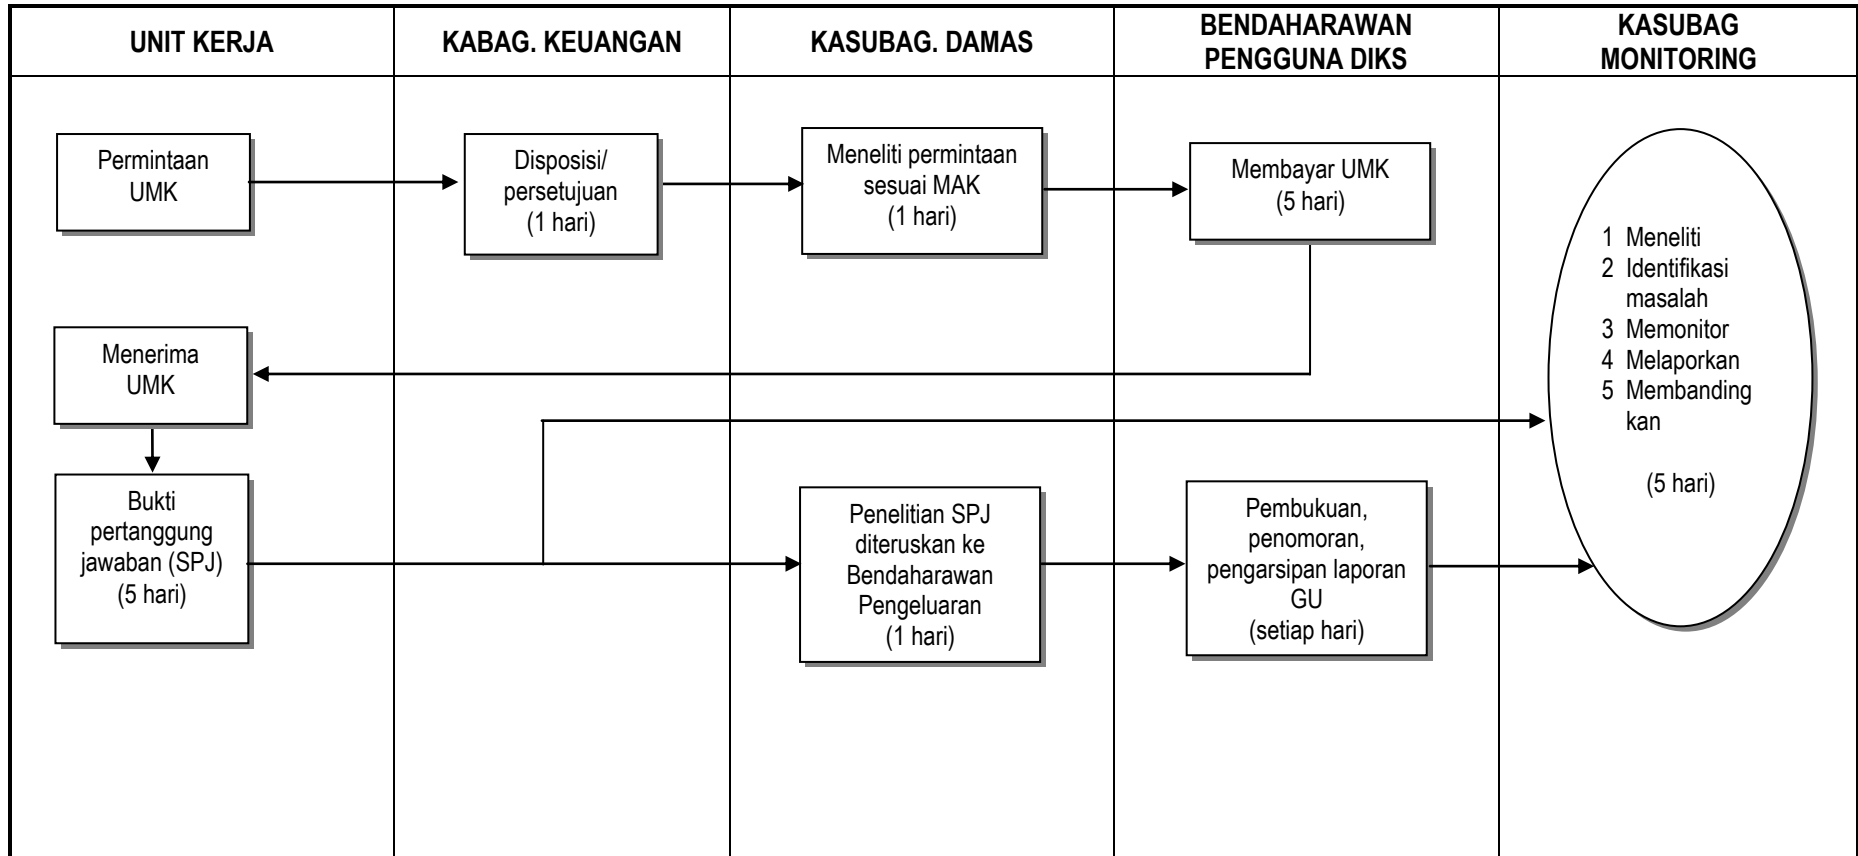 UNIT KERJA
KABAG. KEUANGAN
KASUBAG. DAMAS
BENDAHARAWAN
PENGGUNA DIKS
KASUBAG
MONITORING
Permintaan
UMK
Disposisi/
persetujuan
(1 hari)
Meneliti permintaan
sesuai MAK
(1 hari)
Membayar UMK
(5 hari)
1 Meneliti
2 Identifikasi
masalah
3 Memonitor
4 Melaporkan
5 Membanding
kan
(5 hari)
Menerima
UMK
Bukti
pertanggung
jawaban (SPJ)
(5 hari)
Penelitian SPJ
diteruskan ke
Bendaharawan
Pengeluaran
(1 hari)
Pembukuan,
penomoran,
pengarsipan laporan
GU
(setiap hari)